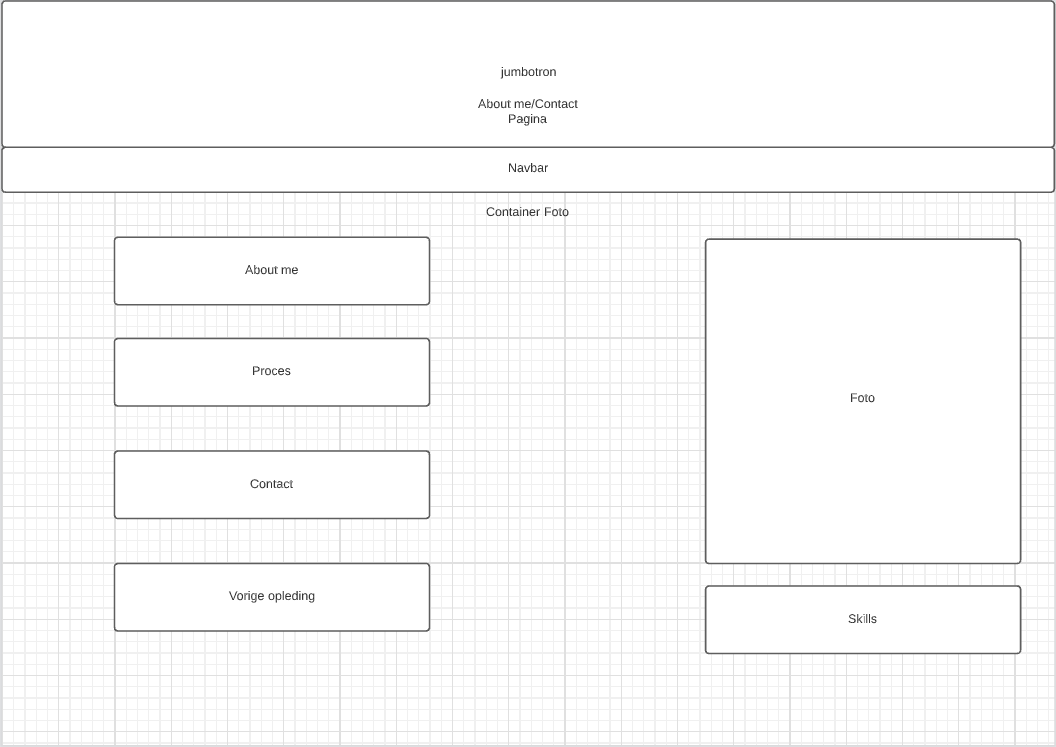 jumbotron
About me/Contact
Pagina
Navbar
Container Foto
About me
Proces
Contact
Vorige opleding
Foto
Skills